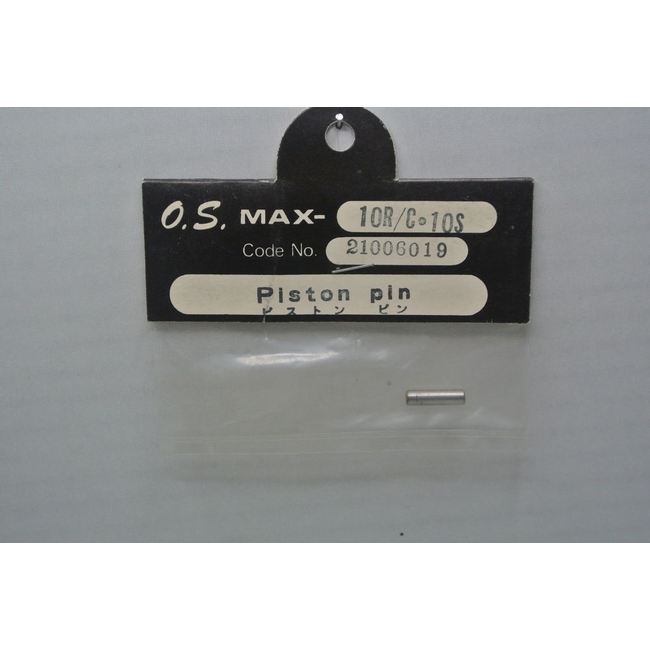 O.S. MAX- 10R/C•10S
Code No. 21006019
Piston pin
ピストン ピン